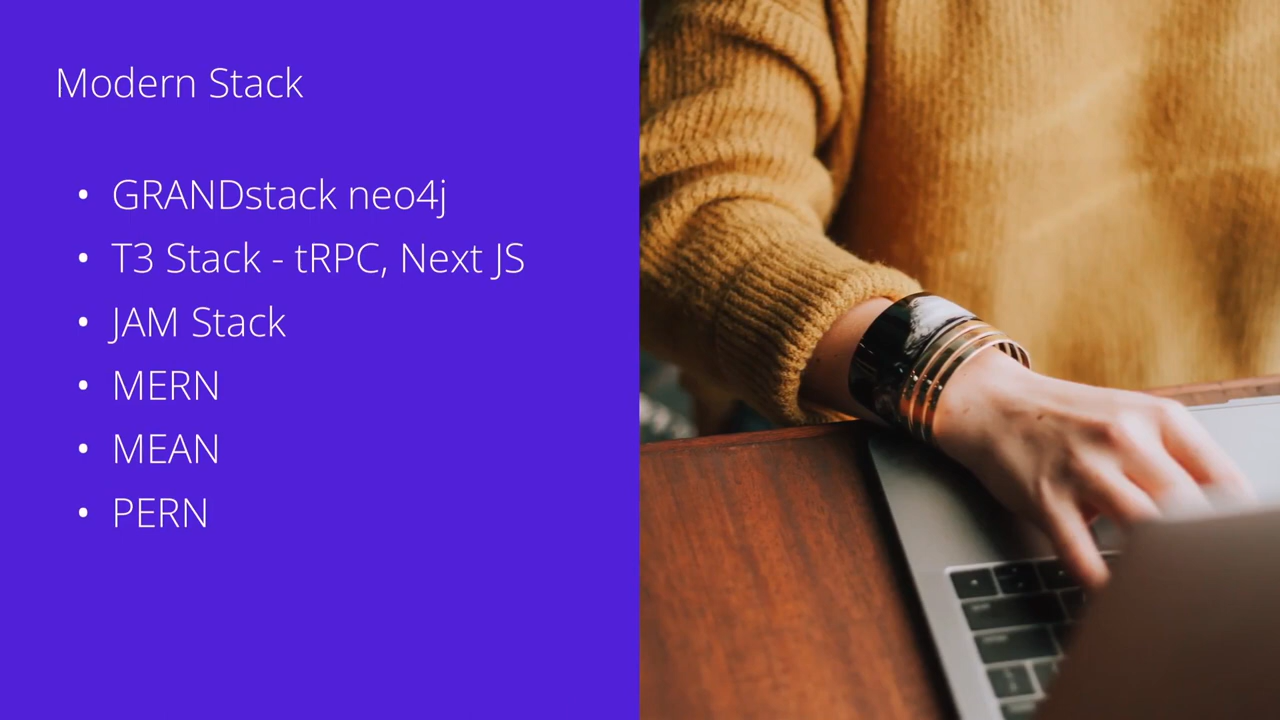 Modern Stack
• GRANDstack neo4j
• T3 Stack - tRPC, Next JS
• JAM Stack
• MERN
• MEAN
• PERN